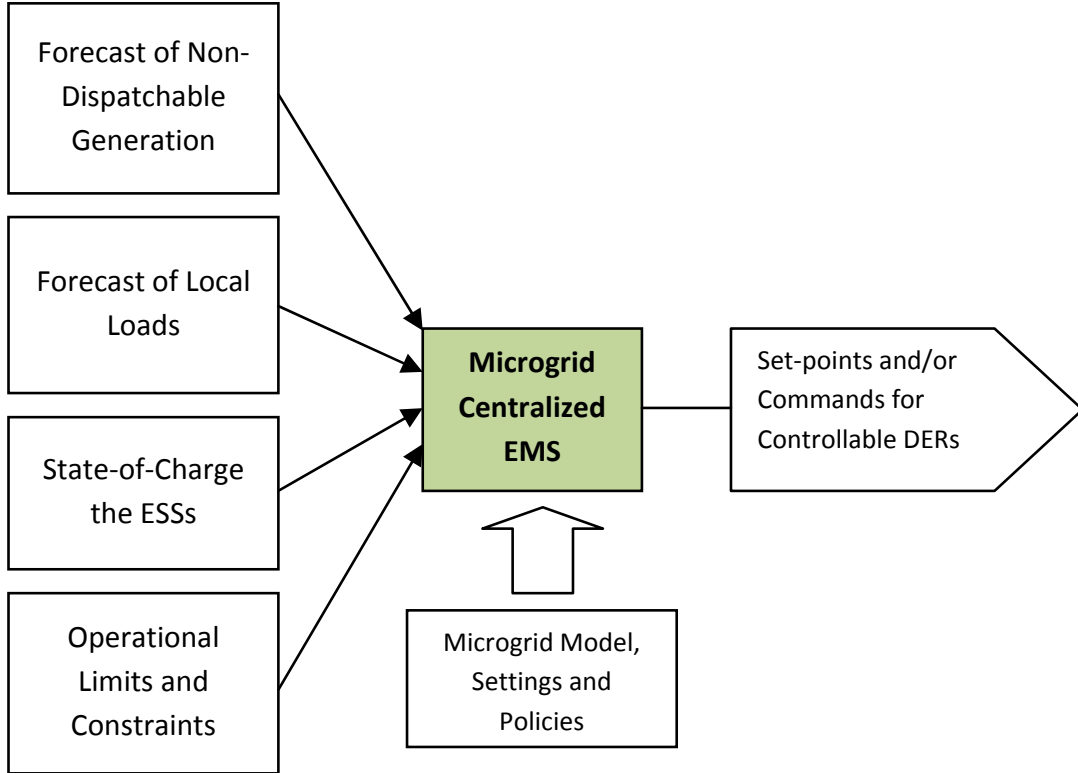 Forecast of Non-
Dispatchable
Generation
Forecast of Local
Loads
State-of-Charge
the ESSs
Operational
Limits and
Constraints
Microgrid
Centralized
EMS
Microgrid Model,
Settings and
Policies
Set-points and/or
Commands for
Controllable DERs